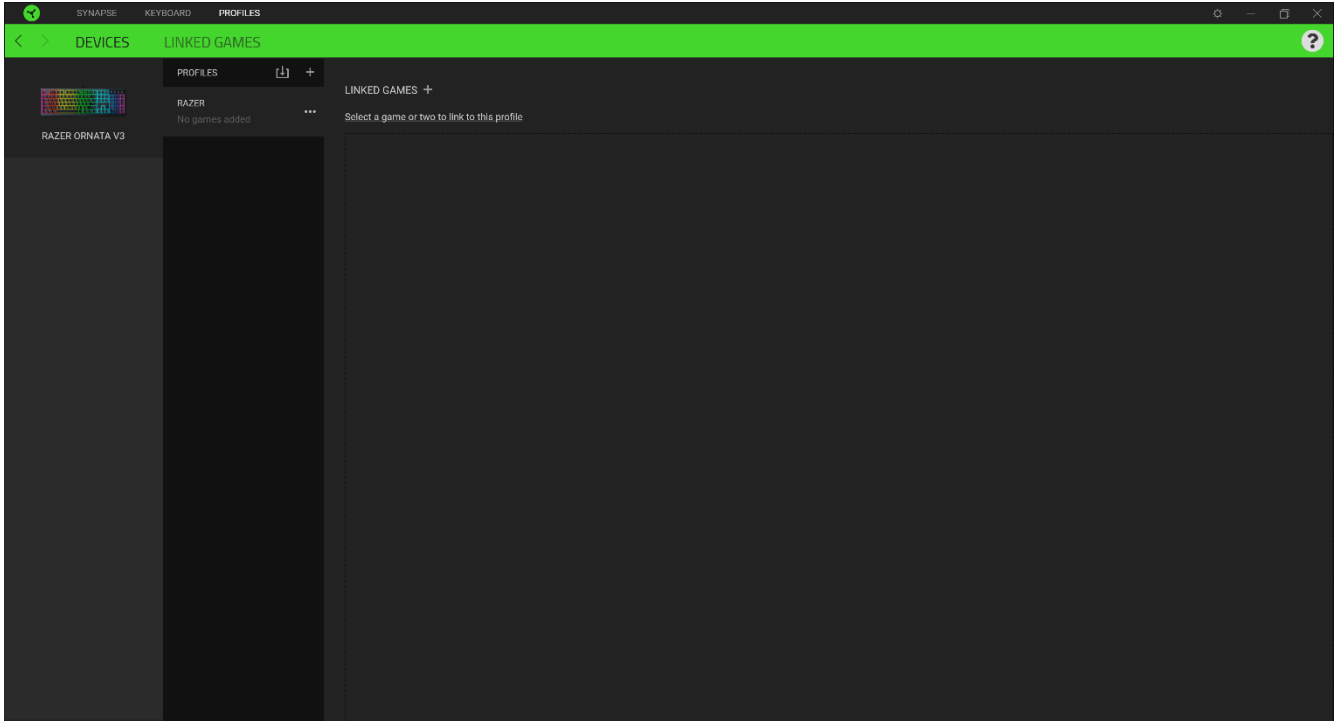 SYNAPSE KEYBOARD PROFILES
DEVICES LINKED GAMES
?
PROFILES
RAZER
No games added
RAZER ORNATA V3
LINKED GAMES +
Select a game or two to link to this profile